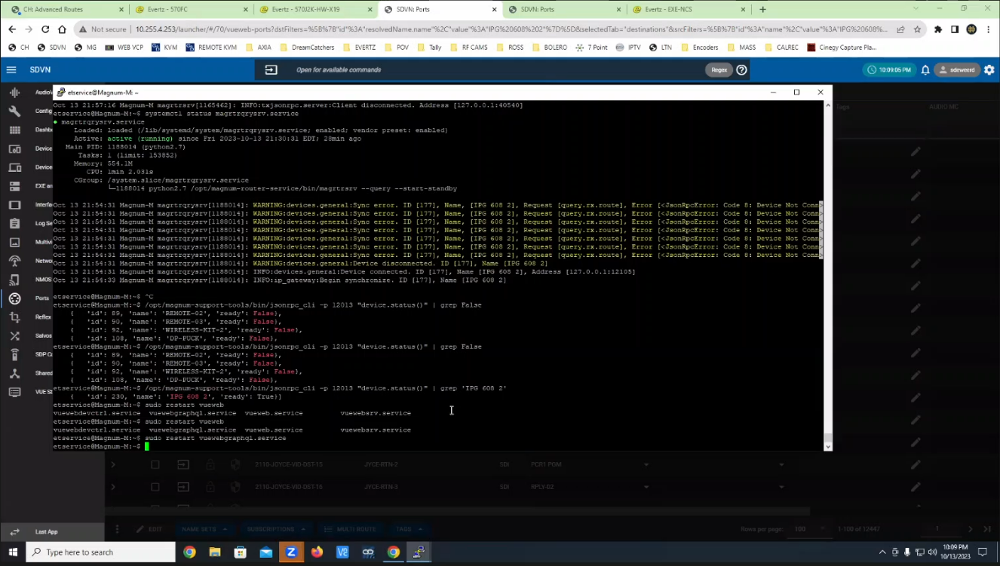 CH: Advanced Routes
Evertz - 570FC
Evertz - 570J2K-HW-X19
SDVN: Ports
SDVN: Ports
Evertz - EXE-NCS
Not secure
10.255.4.253/launcher/#/70/vueweb-ports?dstFilters=%5B%7B"id"%3A"resolvedName.name"%2C"value"%3A"IPG%20608%202"%7D%5D&selectedTab="destinations"&srcFilters=%5B%7B"id"%3A"name"%2C"value"%3A"IPG%20608%202"%7D%5D&selectedTab=
CH
SDVN
MG
WEB VCP
KVM
REMOTE KVM
AXIA
DreamCatchers
EVERTZ
POV
Tally
RF CAMS
ROSS
BOLERO
7 Point
IPTV
LTN
Encoders
MASS
CALREC
Cinegy Capture Pla...
SDVN
Open for available commands
Regex
10:09:05 PM
sdeweerd
etservice@Magnum-M: ~
Oct 13 21:57:16 Magnum-M magrtrsrv[1165462]: INFO:txjsonrpc.server:Client disconnected. Address [127.0.0.1:40540]
etservice@Magnum-M:~$ systemctl status magrtrqrysrv.service
● magrtrqrysrv.service
Loaded: loaded (/lib/systemd/system/magrtrqrysrv.service; enabled; vendor preset: enabled)
Active: active (running) since Fri 2023-10-13 21:30:31 EDT; 28min ago
Main PID: 1188014 (python2.7)
Tasks: 1 (limit: 153852)
Memory: 554.1M
CPU: 1min 2.031s
CGroup: /system.slice/magrtrqrysrv.service
└─1188014 python2.7 /opt/magnum-router-service/bin/magrtrsrv --query --start-standby
Oct 13 21:54:31 Magnum-M magrtrqrysrv[1188014]: WARNING:devices.general:Sync error. ID [177], Name, [IPG 608 2], Request [query.rx.route], Error [<JsonRpcError: Code 8: Device Not Conn>
Oct 13 21:54:31 Magnum-M magrtrqrysrv[1188014]: WARNING:devices.general:Sync error. ID [177], Name, [IPG 608 2], Request [query.rx.route], Error [<JsonRpcError: Code 8: Device Not Conn>
Oct 13 21:54:31 Magnum-M magrtrqrysrv[1188014]: WARNING:devices.general:Sync error. ID [177], Name, [IPG 608 2], Request [query.rx.route], Error [<JsonRpcError: Code 8: Device Not Conn>
Oct 13 21:54:31 Magnum-M magrtrqrysrv[1188014]: WARNING:devices.general:Sync error. ID [177], Name, [IPG 608 2], Request [query.rx.route], Error [<JsonRpcError: Code 8: Device Not Conn>
Oct 13 21:54:31 Magnum-M magrtrqrysrv[1188014]: WARNING:devices.general:Sync error. ID [177], Name, [IPG 608 2], Request [query.rx.route], Error [<JsonRpcError: Code 8: Device Not Conn>
Oct 13 21:54:31 Magnum-M magrtrqrysrv[1188014]: WARNING:devices.general:Sync error. ID [177], Name, [IPG 608 2], Request [query.rx.route], Error [<JsonRpcError: Code 8: Device Not Conn>
Oct 13 21:54:31 Magnum-M magrtrqrysrv[1188014]: WARNING:devices.general:Sync error. ID [177], Name, [IPG 608 2], Request [query.rx.route], Error [<JsonRpcError: Code 8: Device Not Conn>
Oct 13 21:54:31 Magnum-M magrtrqrysrv[1188014]: WARNING:devices.general:Device disconnected. ID [177], Name [IPG 608 2]
Oct 13 21:54:31 Magnum-M magrtrqrysrv[1188014]: INFO:devices.general:Device connected. ID [177], Name [IPG 608 2], Address [127.0.0.1:12105]
Oct 13 21:54:33 Magnum-M magrtrqrysrv[1188014]: INFO:ip_gateway:Begin synchronize. ID [177], Name [IPG 608 2]
etservice@Magnum-M:~$ ^C
etservice@Magnum-M:~$ /opt/magnum-support-tools/bin/jsonrpc_cli -p 12013 "device.status()" | grep False
{ 'id': 89, 'name': 'REMOTE-02', 'ready': False},
{ 'id': 90, 'name': 'REMOTE-03', 'ready': False},
{ 'id': 92, 'name': 'WIRELESS-KIT-2', 'ready': False},
{ 'id': 108, 'name': 'DP-PUCK', 'ready': False},
etservice@Magnum-M:~$ /opt/magnum-support-tools/bin/jsonrpc_cli -p 12013 "device.status()" | grep False
{ 'id': 89, 'name': 'REMOTE-02', 'ready': False},
{ 'id': 90, 'name': 'REMOTE-03', 'ready': False},
{ 'id': 92, 'name': 'WIRELESS-KIT-2', 'ready': False},
{ 'id': 108, 'name': 'DP-PUCK', 'ready': False},
etservice@Magnum-M:~$ /opt/magnum-support-tools/bin/jsonrpc_cli -p 12013 "device.status()" | grep 'IPG 608 2'
{ 'id': 230, 'name': 'IPG 608 2', 'ready': True}]
etservice@Magnum-M:~$ sudo restart vueweb
vuewebdevctrl.service vuewebgraphql.service vueweb.service vuewebsrv.service
etservice@Magnum-M:~$ sudo restart vueweb
vuewebdevctrl.service vuewebgraphql.service vueweb.service vuewebsrv.service
etservice@Magnum-M:~$ sudo restart vuewebgraphql.service
etservice@Magnum-M:~$
Config
Dashb
Device
Device
EXE an
Interfa
Log Se
Multivi
Netwo
NMOS
Ports
Reflex
Salvos
SDP Co
Shared
VUE St
Last App
Tags
AUDIO MC
2110-JOYCE-VID-DST-15
JYCE-RTN-2
SDI
PCR1 PGM
2110-JOYCE-VID-DST-16
JYCE-RTN-3
SDI
RPLY-02
EDIT
NAME SETS
SUBSCRIPTIONS
MULTI ROUTE
TAGS
Rows per page:
100
1-100 of 12447
1
Type here to search
10:09 PM
10/13/2023